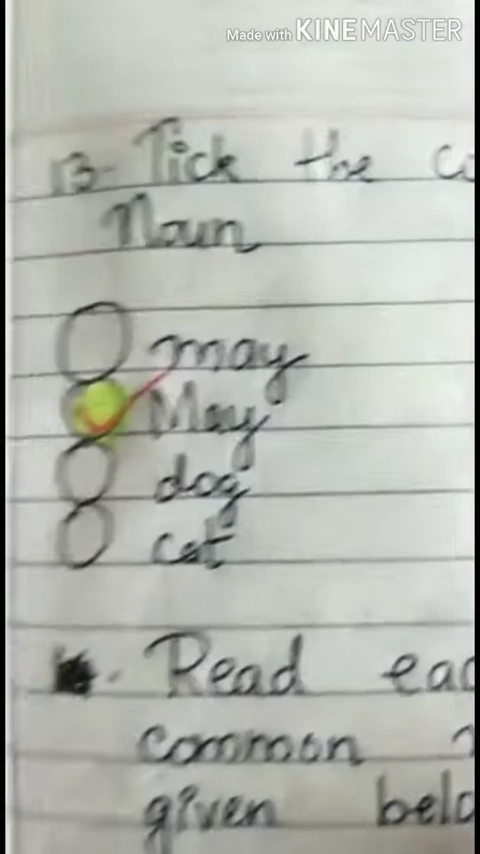 Made with KINEMASTER
13- Tick the
Noun
may
May
dog
cat
Read
common
given